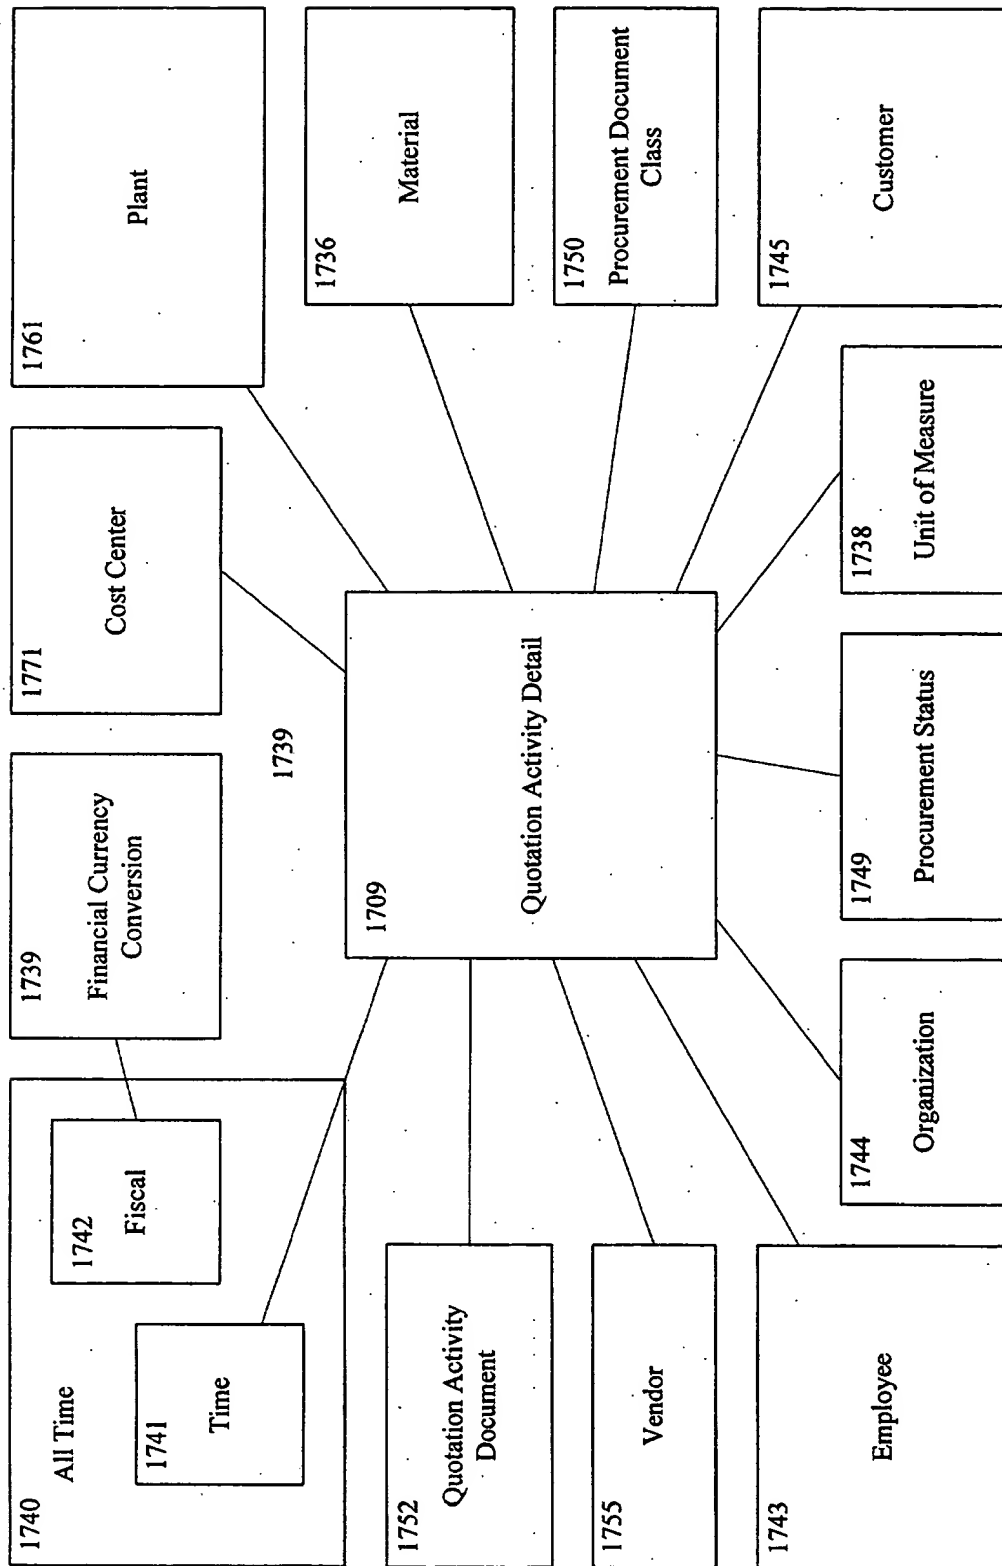 1740
All Time
1742
Fiscal
1741
Time
1739
Financial Currency
Conversion
1771
Cost Center
1761
Plant
1739
1752
Quotation Activity
Document
1709
Quotation Activity Detail
1736
Material
1755
Vendor
1750
Procurement Document
Class
1743
Employee
1744
Organization
1749
Procurement Status
1738
Unit of Measure
1745
Customer